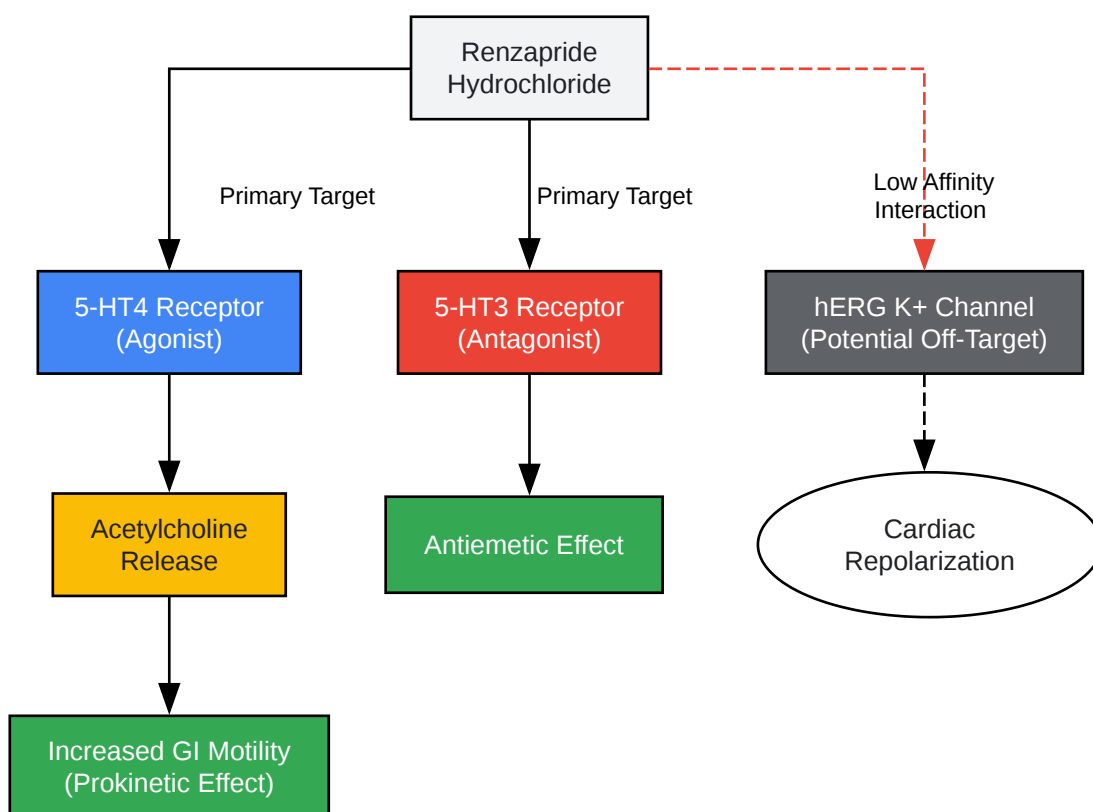 Renzapride
Hydrochloride
Primary Target
Primary Target
Low Affinity
Interaction
5-HT4 Receptor
(Agonist)
5-HT3 Receptor
(Antagonist)
hERG K+ Channel
(Potential Off-Target)
Acetylcholine
Release
Antiemetic Effect
Cardiac
Repolarization
Increased GI Motility
(Prokinetic Effect)